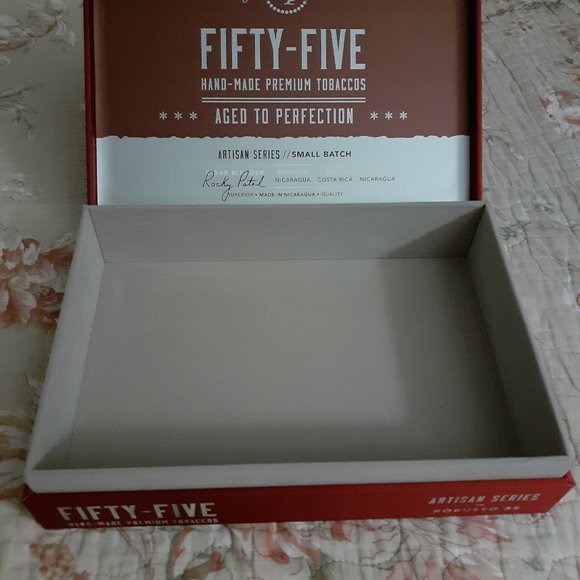 FIFTY-FIVE
HAND-MADE PREMIUM TOBACCOS
*** AGED TO PERFECTION ***
ARTISAN SERIES // SMALL BATCH
Rocky Patel NICARAGUA COSTA RICA NICARAGUA
SUPERIOR • MADE IN NICARAGUA • QUALITY
FIFTY-FIVE ARTISAN SERIES
HAND-MADE PREMIUM TOBACCOS ROBUSTO